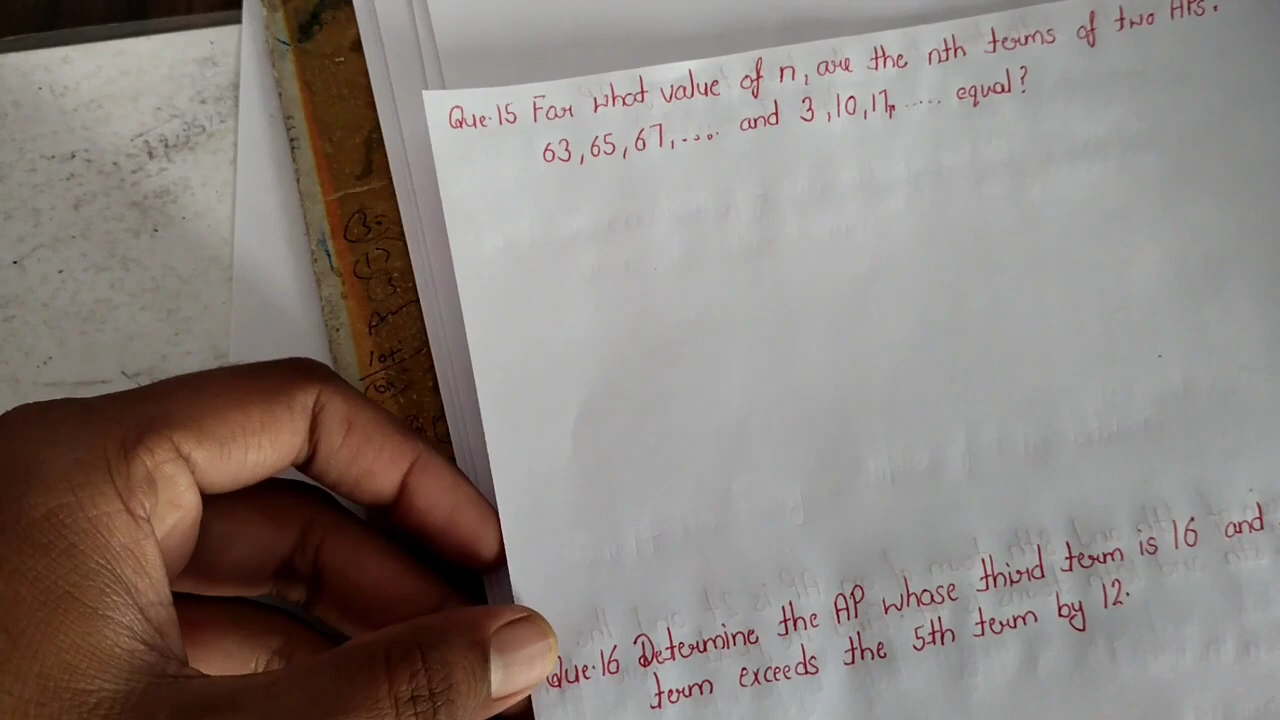 Que.15 For what value of n, are the nth terms of two APs.
63, 65, 67, .... and 3, 10, 17, ..... equal?
Que.16 Determine the AP whose third term is 16 and
term exceeds the 5th term by 12.